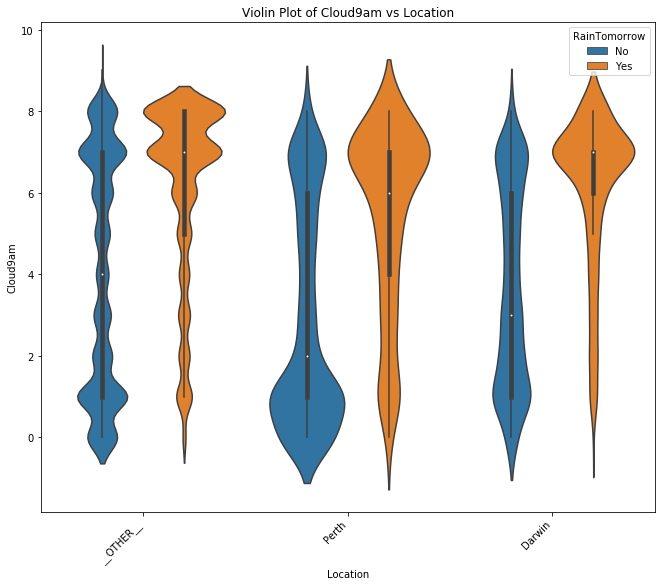 Violin Plot of Cloud9am vs Location
RainTomorrow
No
Yes
Cloud9am
10
8
6
4
2
0
__OTHER__
Perth
Darwin
Location